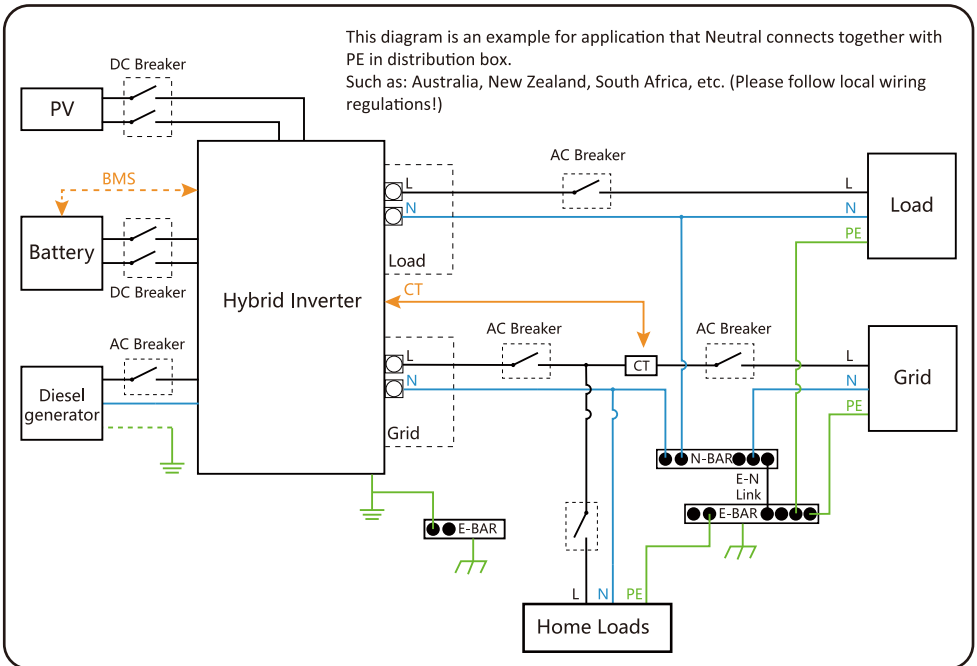 This diagram is an example for application that Neutral connects together with
PE in distribution box.
Such as: Australia, New Zealand, South Africa, etc. (Please follow local wiring
regulations!)
DC Breaker
PV
BMS
Battery
DC Breaker
AC Breaker
Diesel
generator
Hybrid Inverter
L
N
Load
AC Breaker
L
N
PE
Load
CT
L
N
Grid
AC Breaker
CT
AC Breaker
L
N
PE
Grid
N-BAR
E-N
Link
E-BAR
E-BAR
L
N
PE
Home Loads